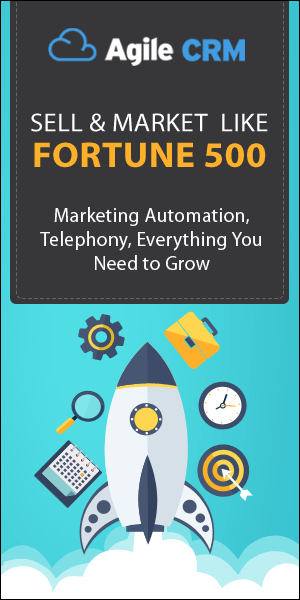 Agile CRM
SELL & MARKET LIKE
FORTUNE 500
Marketing Automation,
Telephony, Everything You
Need to Grow